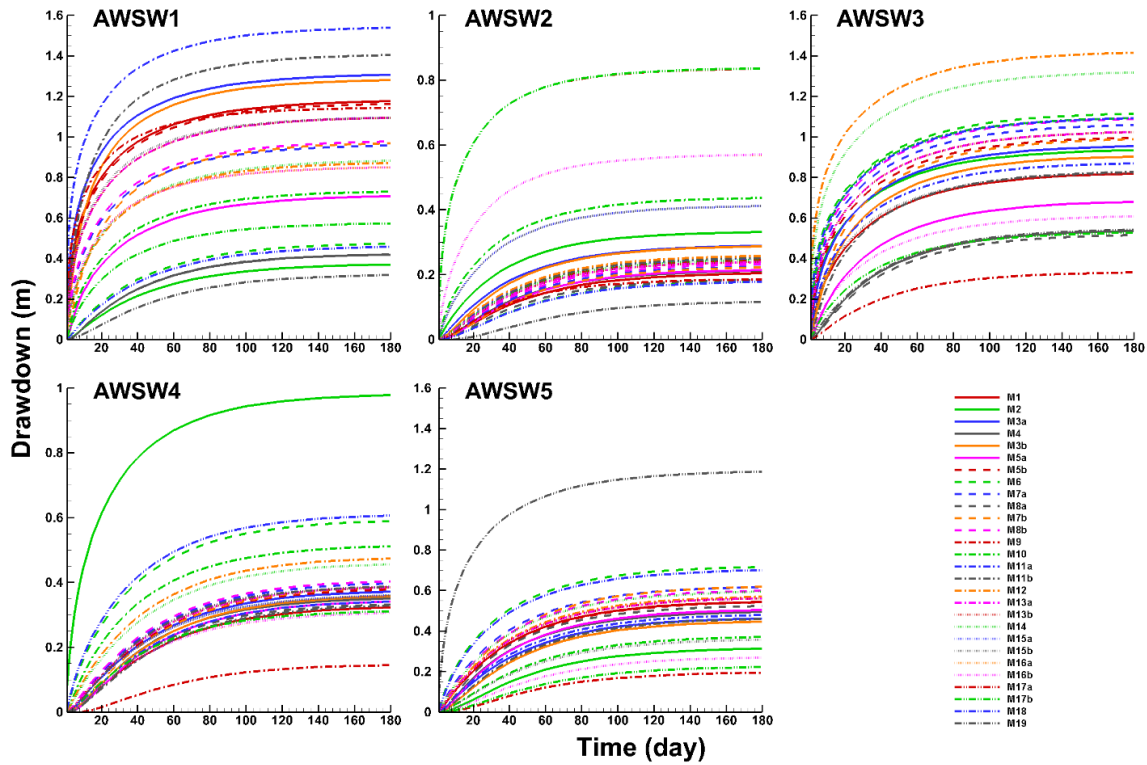 AWSW1
AWSW2
AWSW3
1.6
1.4
1.2
1
0.8
0.6
0.4
0.2
0
20 40 60 80 100 120 140 160 180
1
0.8
0.6
0.4
0.2
0
20 40 60 80 100 120 140 160 180
1.6
1.4
1.2
1
0.8
0.6
0.4
0.2
0
20 40 60 80 100 120 140 160 180
Drawdown (m)
AWSW4
AWSW5
1
0.8
0.6
0.4
0.2
0
20 40 60 80 100 120 140 160 180
1.6
1.4
1.2
1
0.8
0.6
0.4
0.2
0
20 40 60 80 100 120 140 160 180
Time (day)
M1
M2
M3a
M4
M3b
M5a
M5b
M6
M7a
M8a
M7b
M8b
M9
M10
M11a
M11b
M12
M13a
M13b
M14
M15a
M15b
M16a
M16b
M17a
M17b
M18
M19